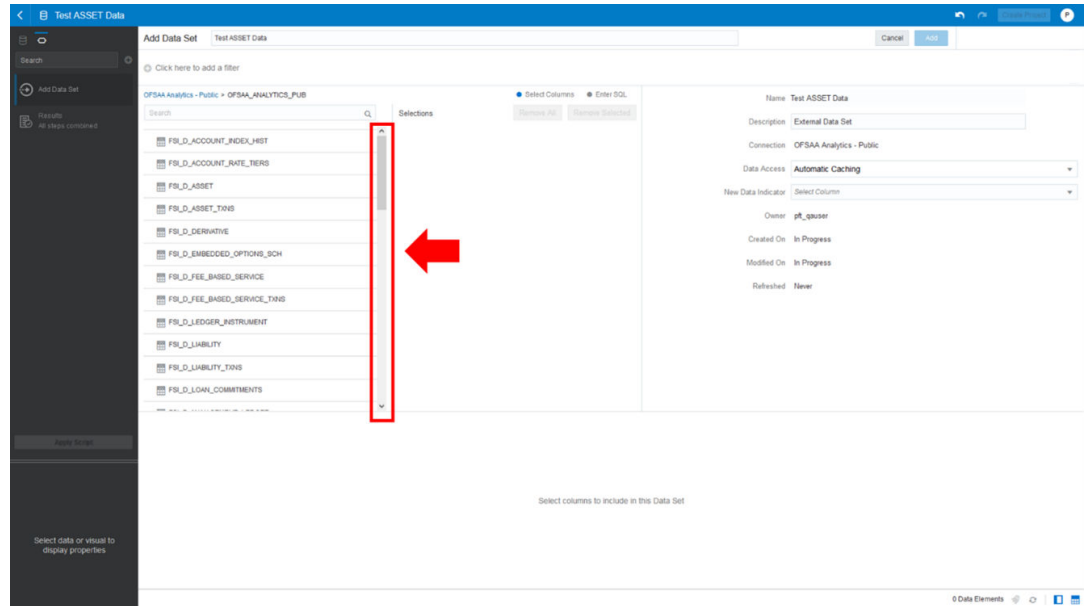 Test ASSET Data
Create Project
P
Search
Add Data Set
Results
All steps combined
Apply Script
Select data or visual to
display properties
Add Data Set
Test ASSET Data
Cancel
Add
Click here to add a filter
OFSAA Analytics - Public > OFSAA_ANALYTICS_PUB
Select Columns
Enter SQL
Search
Selections
Remove All
Remove Selected
FSI_D_ACCOUNT_INDEX_HIST
FSI_D_ACCOUNT_RATE_TIERS
FSI_D_ASSET
FSI_D_ASSET_TXNS
FSI_D_DERIVATIVE
FSI_D_EMBEDDED_OPTIONS_SCH
FSI_D_FEE_BASED_SERVICE
FSI_D_FEE_BASED_SERVICE_TXNS
FSI_D_LEDGER_INSTRUMENT
FSI_D_LIABILITY
FSI_D_LIABILITY_TXNS
FSI_D_LOAN_COMMITMENTS
Name Test ASSET Data
Description External Data Set
Connection OFSAA Analytics - Public
Data Access Automatic Caching
New Data Indicator Select Column
Owner pft_qauser
Created On In Progress
Modified On In Progress
Refreshed Never
Select columns to include in this Data Set
0 Data Elements